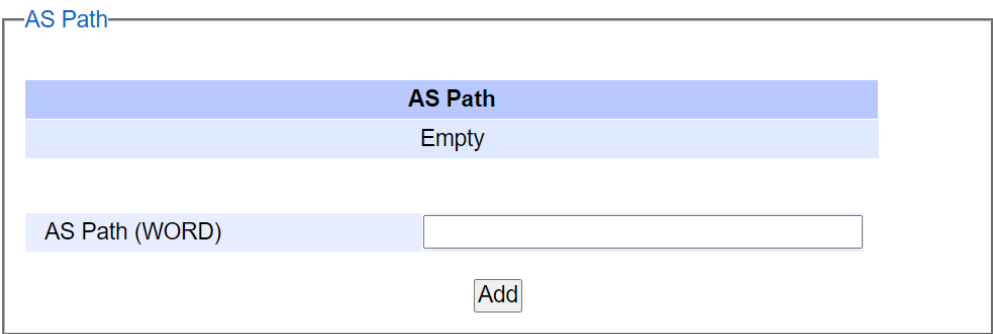 AS Path
AS Path
Empty
AS Path (WORD)
Add